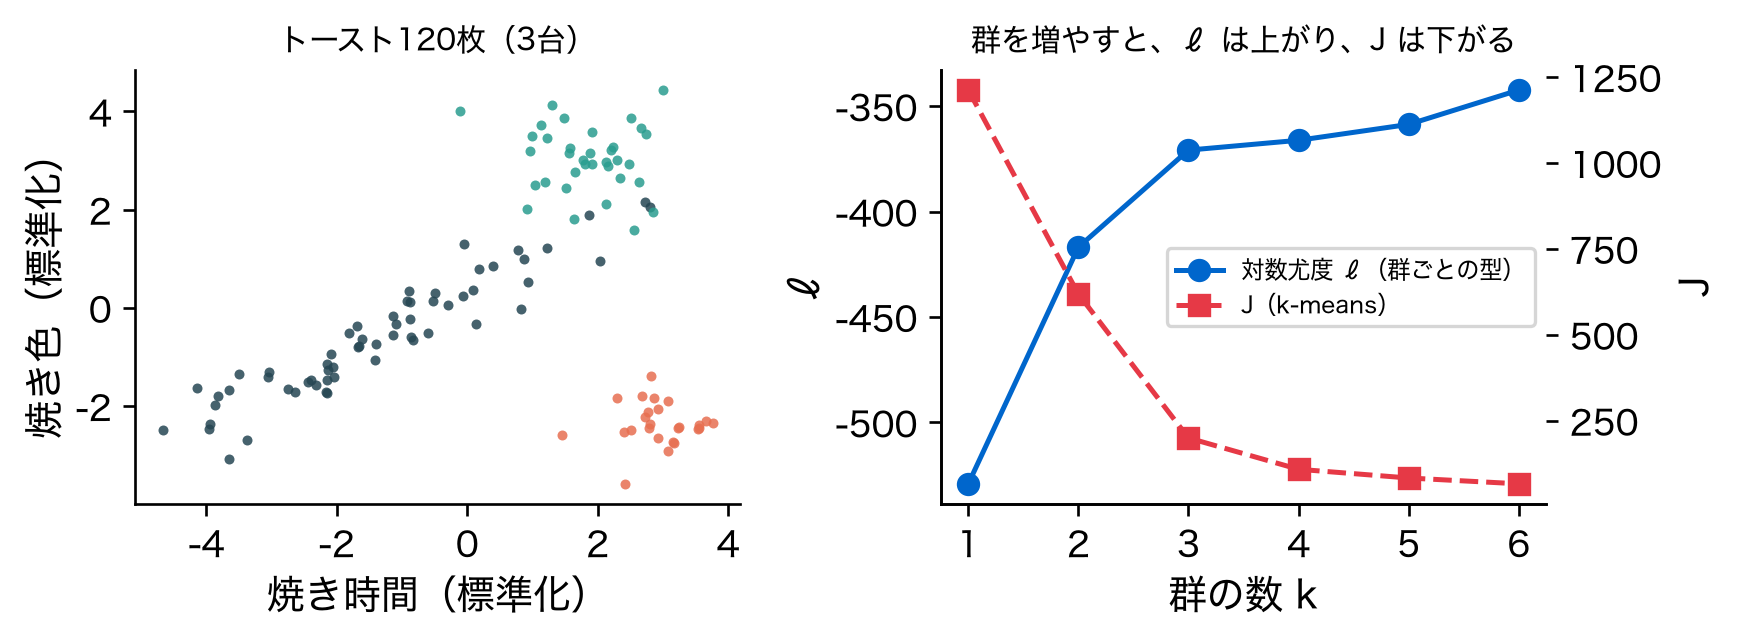 トースト120枚（3台）
4
2
0
-2
焼き色（標準化）
-4 -2 0 2 4
焼き時間（標準化）
群を増やすと、ℓ は上がり、J は下がる
-350
-400
-450
-500
ℓ
対数尤度 ℓ（群ごとの型）
J（k-means）
1250
1000
750
500
250
J
1 2 3 4 5 6
群の数 k